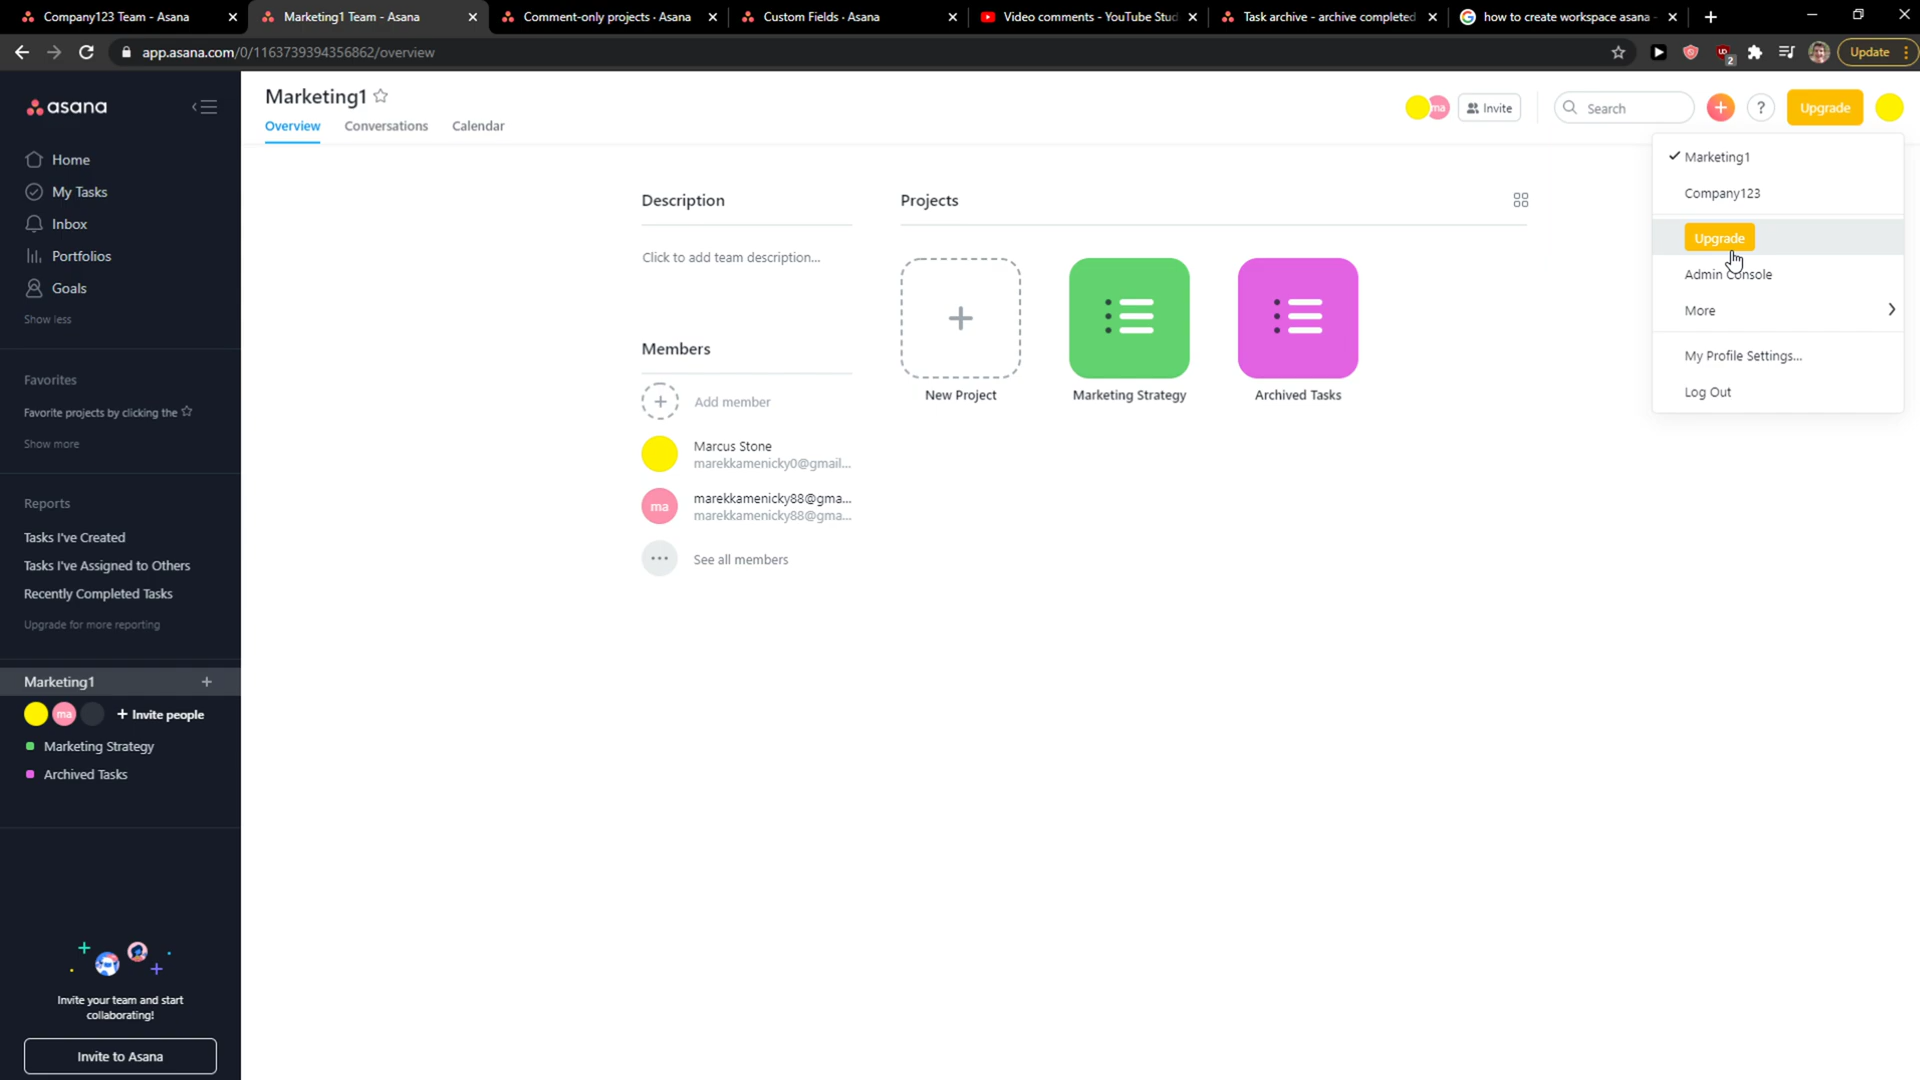 Company123 Team - Asana
Marketing1 Team - Asana
Comment-only projects · Asana
Custom Fields · Asana
Video comments - YouTube Stud
Task archive - archive completed
how to create workspace asana -
app.asana.com/0/1163739394356862/overview
2
Update
asana
Home
My Tasks
Inbox
Portfolios
Goals
Show less
Favorites
Favorite projects by clicking the
Show more
Reports
Tasks I've Created
Tasks I've Assigned to Others
Recently Completed Tasks
Upgrade for more reporting
Marketing1
ma
Invite people
Marketing Strategy
Archived Tasks
Invite your team and start
collaborating!
Invite to Asana
Marketing1
Overview
Conversations
Calendar
ma
Invite
Search
?
Upgrade
Description
Click to add team description...
Members
Add member
Marcus Stone
marekkamenicky0@gmail...
ma
marekkamenicky88@gma...
marekkamenicky88@gma...
See all members
Projects
New Project
Marketing Strategy
Archived Tasks
Marketing1
Company123
Upgrade
Admin Console
More
My Profile Settings...
Log Out